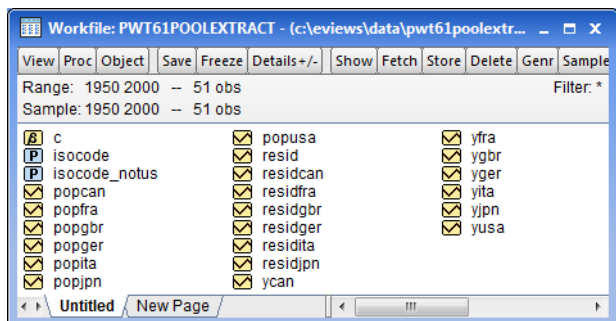 Workfile: PWT61POOLEXTRACT - (c:\eviews\data\pwt61poolextr...
View Proc Object Save Freeze Details+/- Show Fetch Store Delete Genr Sample
Range: 1950 2000 -- 51 obs Filter: *
Sample: 1950 2000 -- 51 obs
β c
P isocode
P isocode_notus
popcan
popfra
popgbr
popger
popita
popjpn
popusa
resid
residcan
residfra
residgbr
residger
residita
residjpn
ycan
yfra
ygbr
yger
yita
yjpn
yusa
Untitled New Page